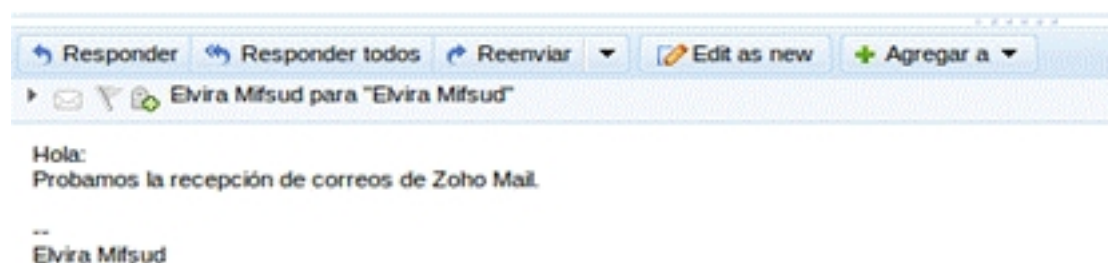 Responder Responder todos Reenviar Edit as new Agregar a
Elvira Mifsud para "Elvira Mifsud"
Hola:
Probamos la recepción de correos de Zoho Mail.
--
Elvira Mifsud